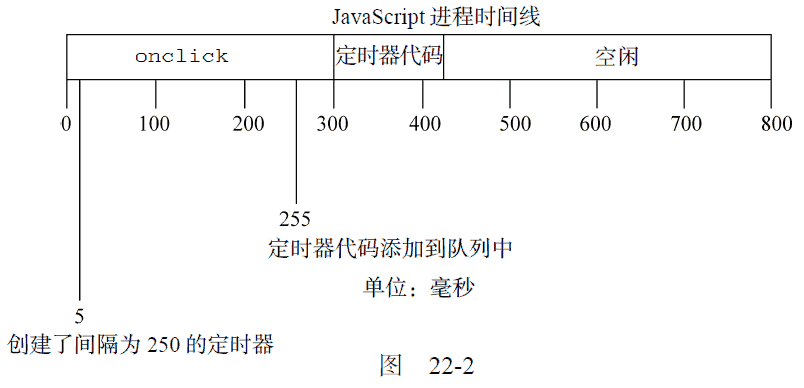 JavaScript 进程时间线
onclick 定时器代码 空闲
0 100 200 300 400 500 600 700 800
255
定时器代码添加到队列中
单位：毫秒
5
创建了间隔为 250 的定时器
图 22-2